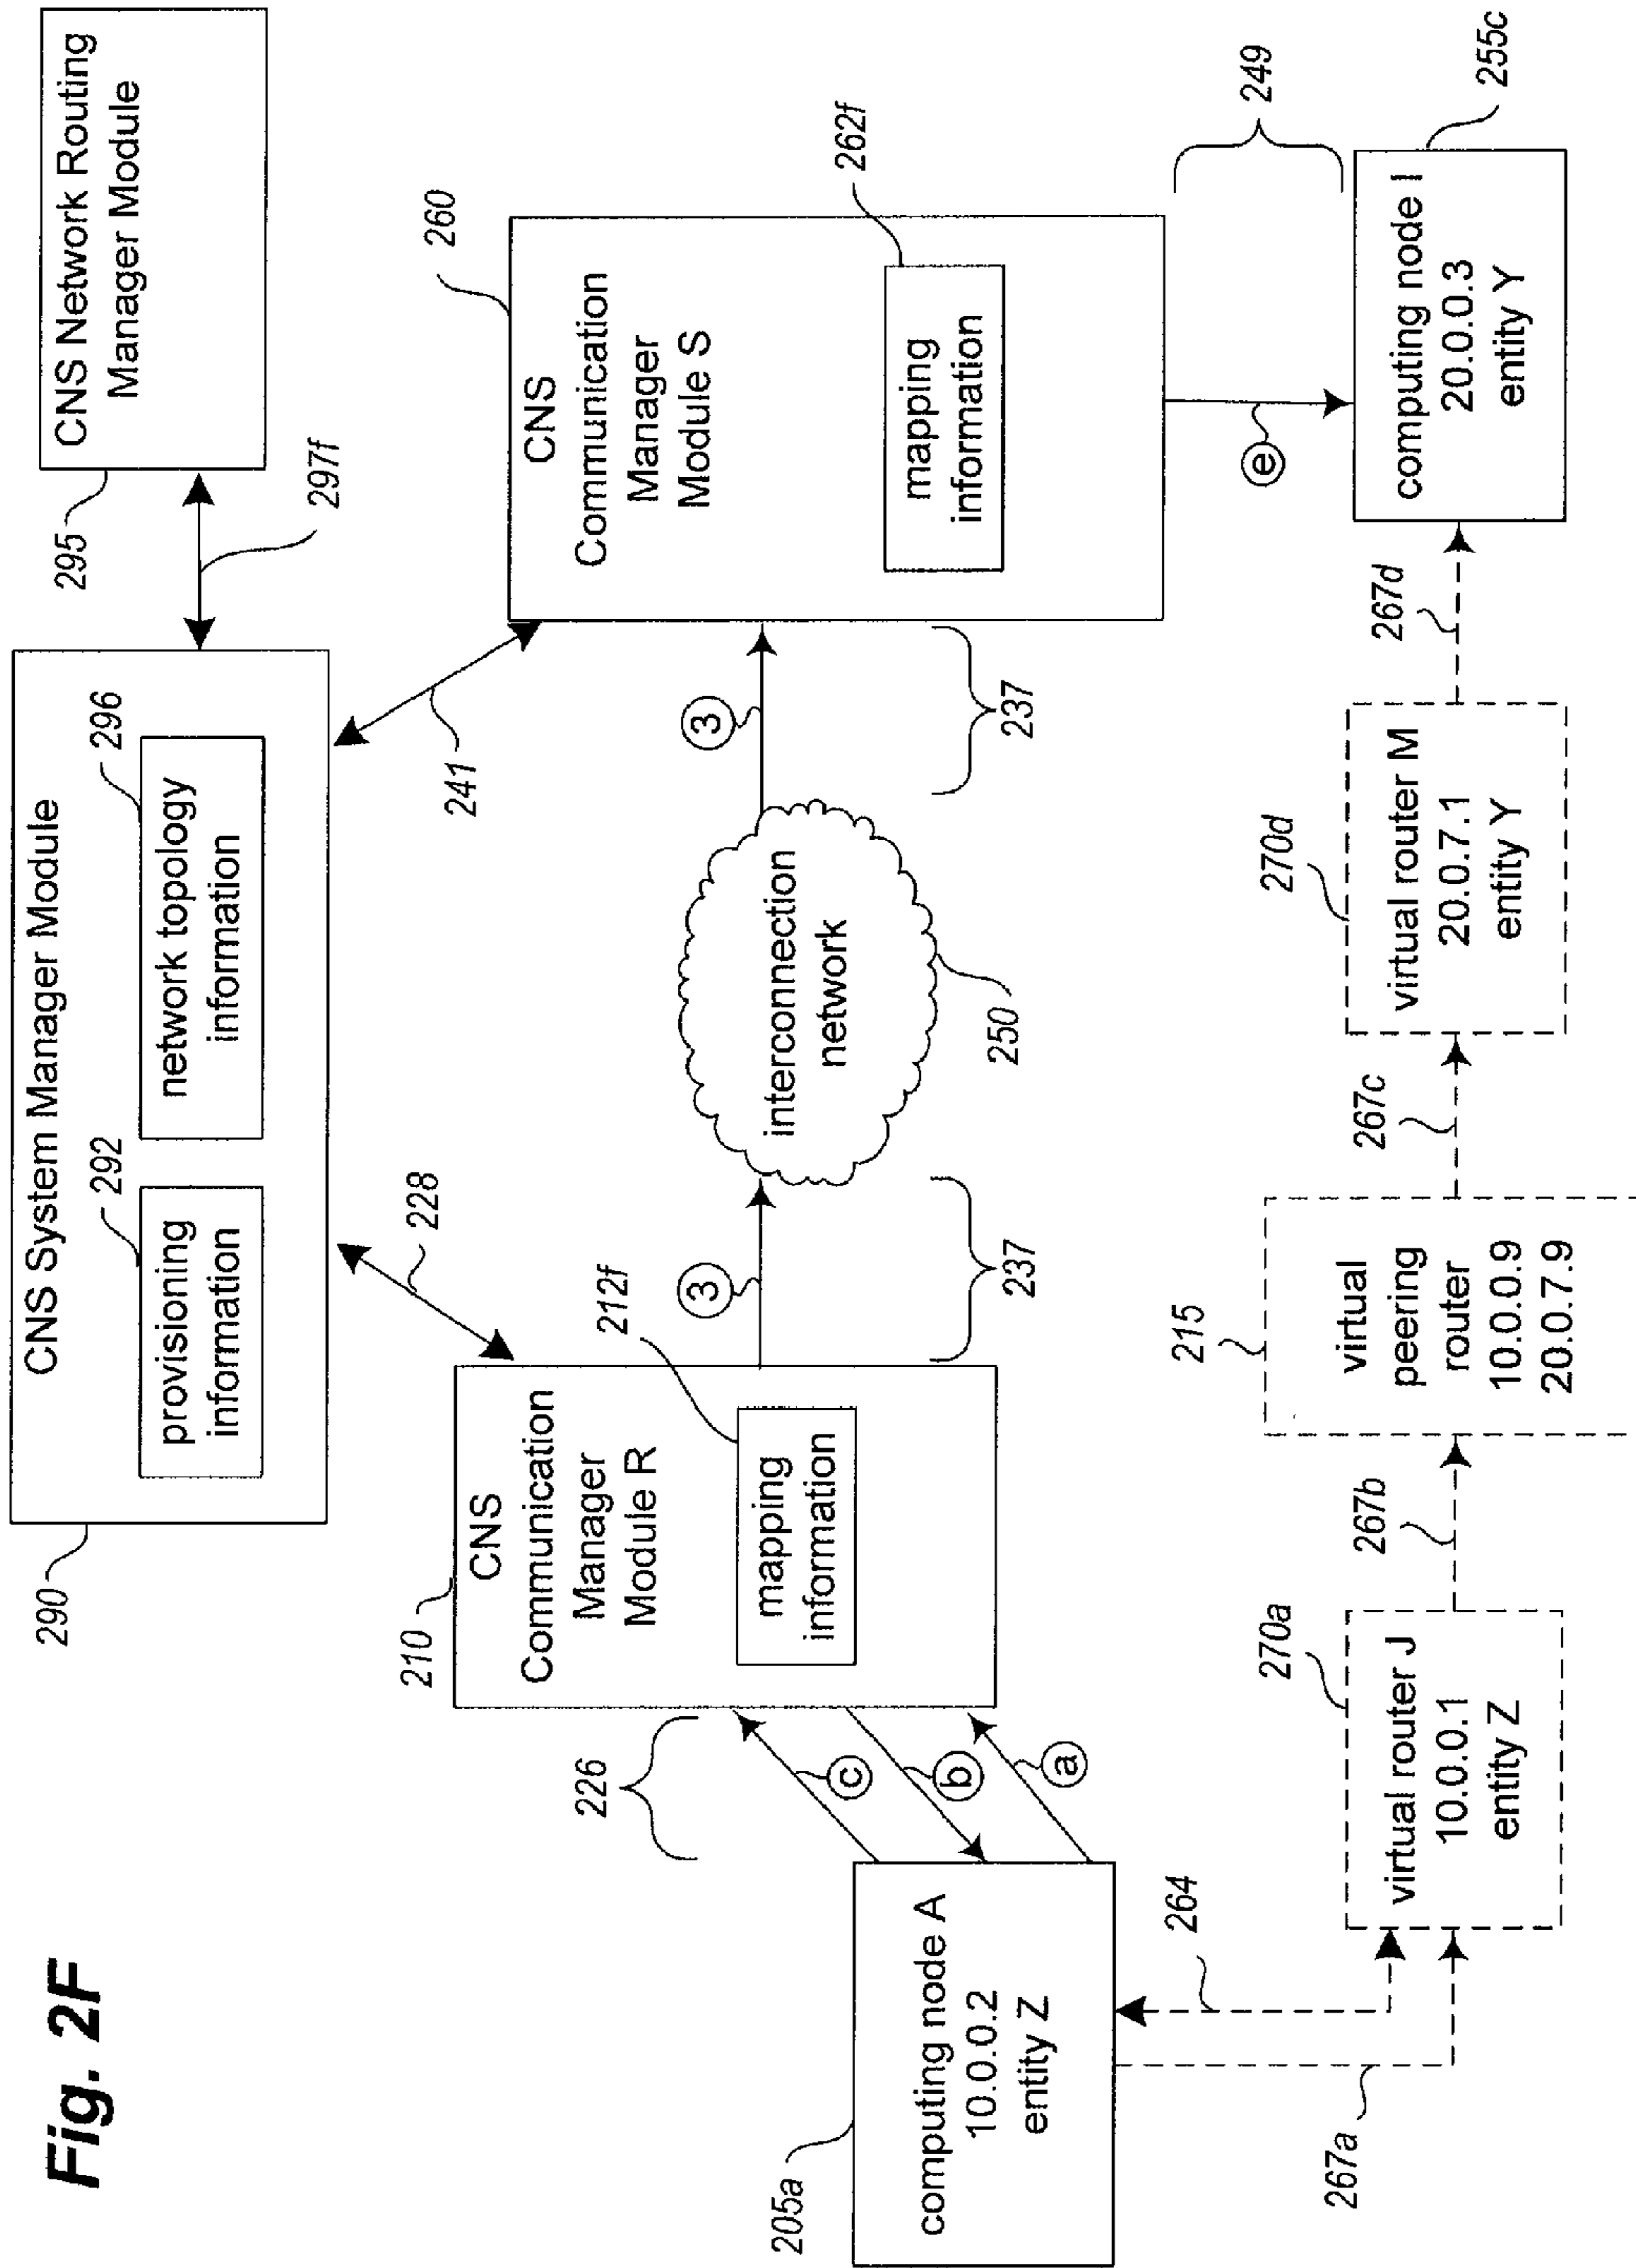 Fig. 2F
290
CNS System Manager Module
292
provisioning
information
296
network topology
information
295
CNS Network Routing
Manager Module
297f
228
241
210
CNS
Communication
Manager
Module R
212f
mapping
information
260
CNS
Communication
Manager
Module S
262f
mapping
information
226
c
b
a
3
237
interconnection
network
250
3
237
e
249
205a
computing node A
10.0.0.2
entity Z
264
267a
270a
virtual router J
10.0.0.1
entity Z
267b
215
virtual
peering
router
10.0.0.9
20.0.7.9
267c
270d
virtual router M
20.0.7.1
entity Y
267d
255c
computing node I
20.0.0.3
entity Y